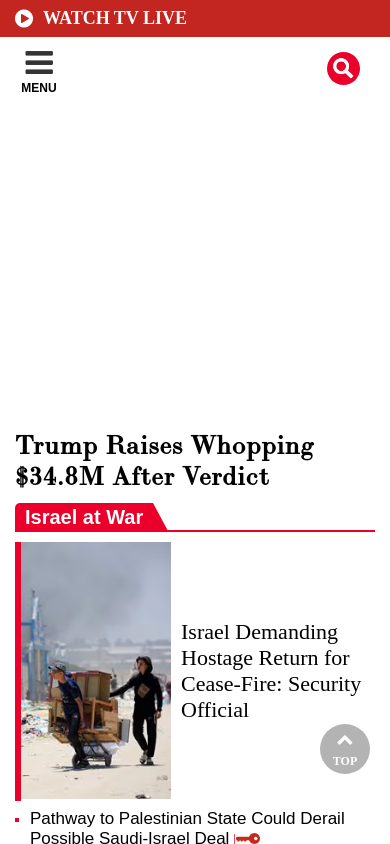 WATCH TV LIVE
MENU
Trump Raises Whopping
$34.8M After Verdict
Israel at War
Israel Demanding
Hostage Return for
Cease-Fire: Security
Official
TOP
Pathway to Palestinian State Could Derail
Possible Saudi-Israel Deal